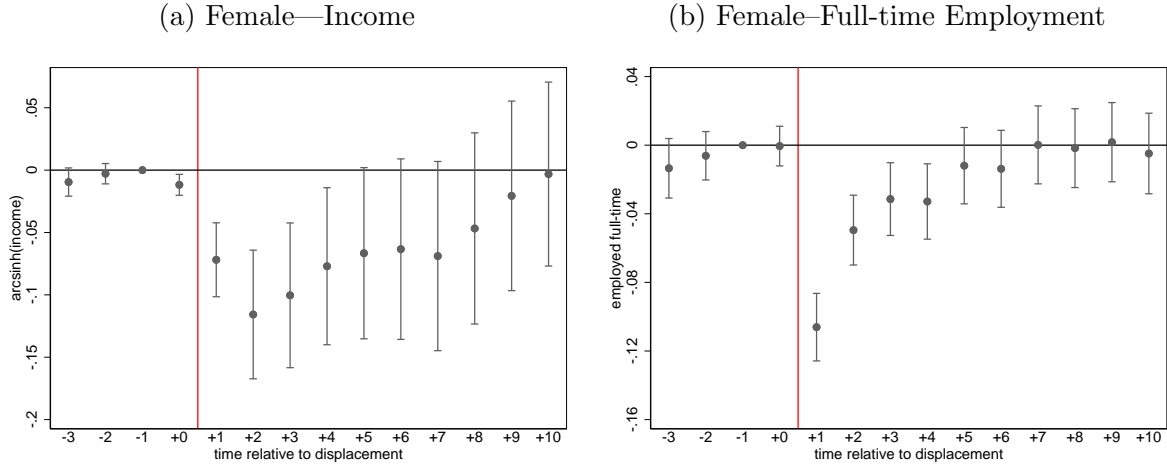 (a) Female—Income
(b) Female–Full-time Employment
arcsinh(income)
.05
0
-.05
-.1
-.15
-.2
-3 -2 -1 +0 +1 +2 +3 +4 +5 +6 +7 +8 +9 +10
time relative to displacement
employed full-time
.04
0
-.04
-.08
-.12
-.16
-3 -2 -1 +0 +1 +2 +3 +4 +5 +6 +7 +8 +9 +10
time relative to displacement